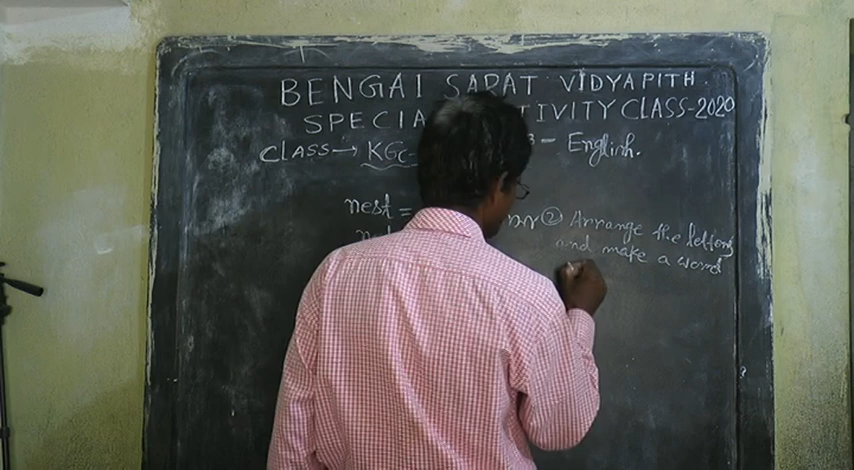 BENGAI SARAT VIDYAPITH
SPECIA TIVITY CLASS-2020
CLASS → KG - English.
nest =
② Arrange the letters
and make a word